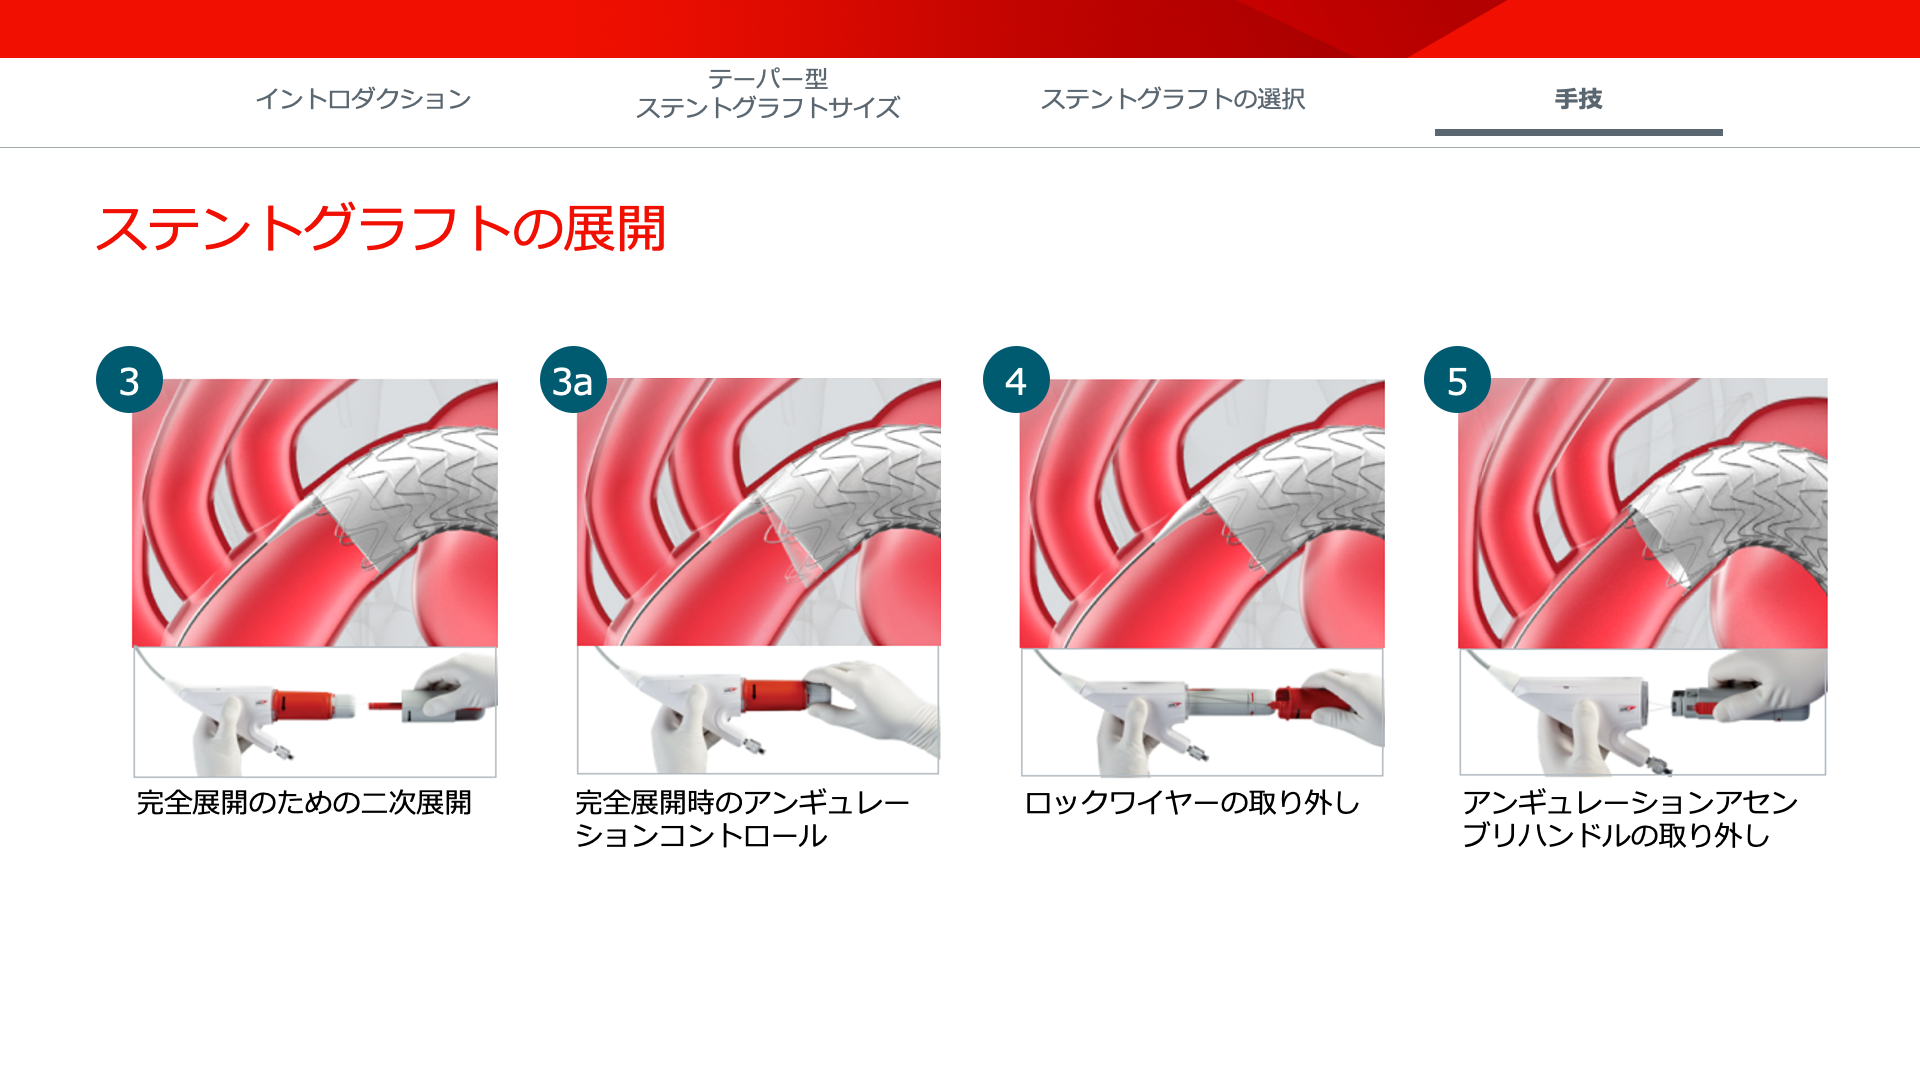 イントロダクション
テーパー型
ステントグラフトサイズ
ステントグラフトの選択
手技
ステントグラフトの展開
3
3a
4
5
完全展開のための二次展開
完全展開時のアンギュレー
ションコントロール
ロックワイヤーの取り外し
アンギュレーションアセン
ブリハンドルの取り外し